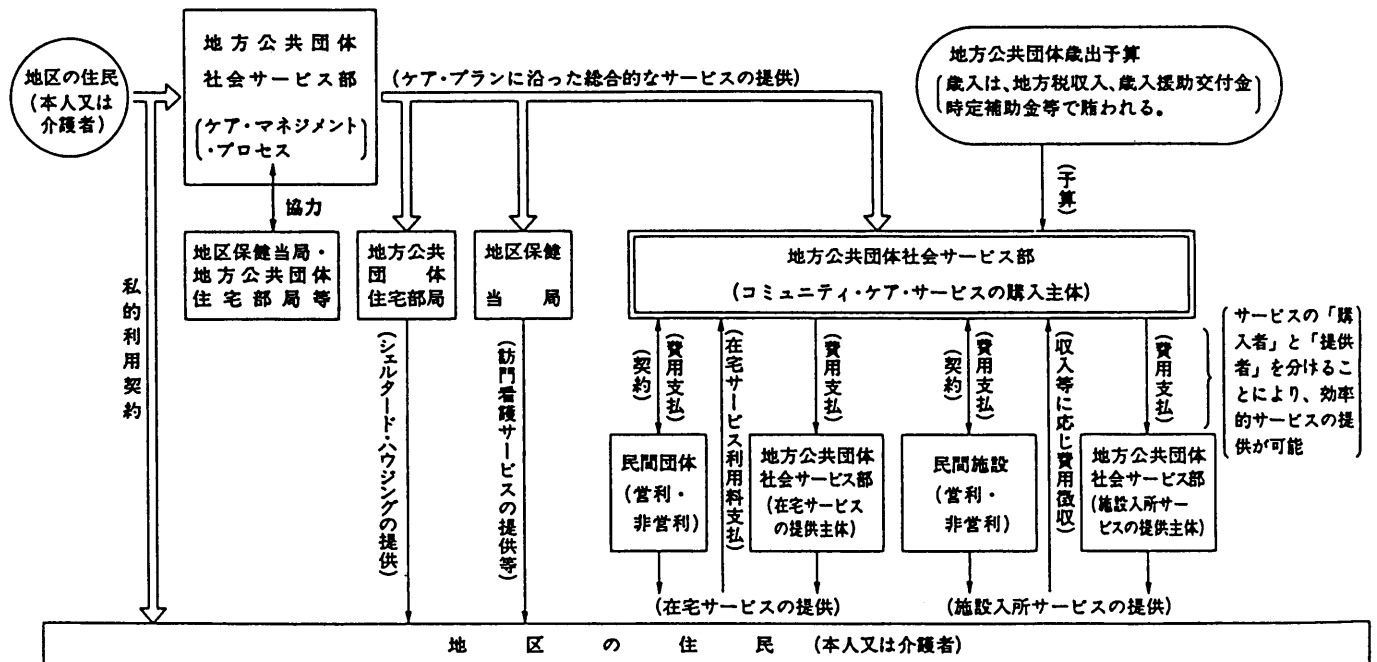 地区の住民
(本人又は
介護者)
地方公共団体
社会サービス部
(ケア・マネジメント
・プロセス)
(ケア・プランに沿った総合的なサービスの提供)
地方公共団体歳出予算
(歳入は、地方税収入、歳入援助交付金
時定補助金等で賄われる。)
(予算)
協力
地区保健当局・
地方公共団体
住宅部局等
地方公共
団体
住宅部局
地区保健
当局
地方公共団体社会サービス部
(コミュニティ・ケア・サービスの購入主体)
私的利用契約
(シェルタード・ハウジングの提供)
(訪問看護サービスの提供等)
(契約)
(費用支払)
(在宅サービス利用料支払)
(費用支払)
(契約)
(費用支払)
(収入等に応じ費用徴収)
(費用支払)
(サービスの「購
入者」と「提供
者」を分けるこ
とにより、効率
的サービスの提
供が可能)
民間団体
(営利・
非営利)
地方公共団体
社会サービス部
(在宅サービス
の提供主体)
民間施設
(営利・
非営利)
地方公共団体
社会サービス部
(施設入所サー
ビスの提供主体)
(在宅サービスの提供)
(施設入所サービスの提供)
地区の住民(本人又は介護者)